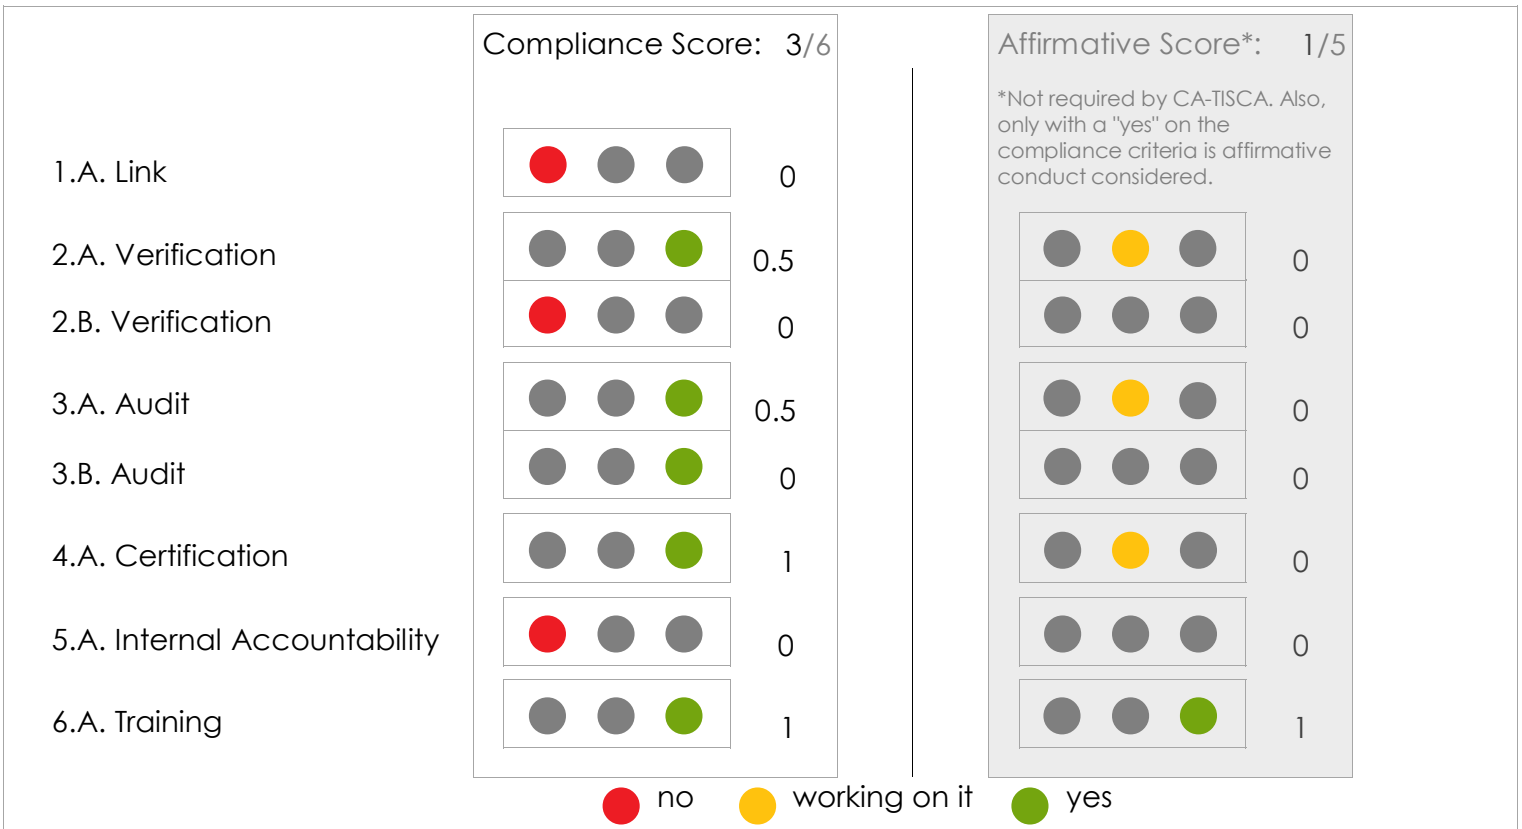 Compliance Score: 3/6
Affirmative Score*: 1/5
*Not required by CA-TISCA. Also,
only with a "yes" on the
compliance criteria is affirmative
conduct considered.
1.A. Link 0
2.A. Verification 0.5 0
2.B. Verification 0 0
3.A. Audit 0.5 0
3.B. Audit 0 0
4.A. Certification 1 0
5.A. Internal Accountability 0 0
6.A. Training 1 1
no working on it yes